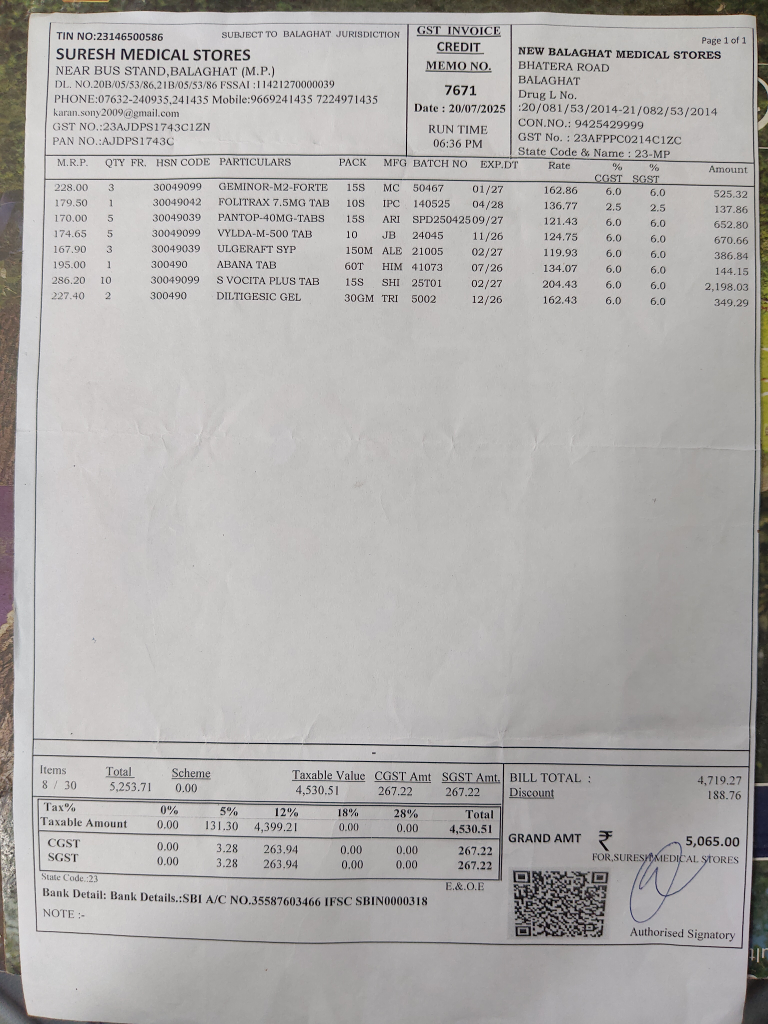 TIN NO:23146500586 SUBJECT TO BALAGHAT JURISDICTION
SURESH MEDICAL STORES
NEAR BUS STAND,BALAGHAT (M.P.)
DL. NO.20B/05/53/86,21B/05/53/86 FSSAI :11421270000039
PHONE:07632-240935,241435 Mobile:9669241435 7224971435
karan.sony2009@gmail.com
GST NO.:23AJDPS1743C1ZN
PAN NO.:AJDPS1743C
GST INVOICE
CREDIT
MEMO NO.
7671
Date : 20/07/2025
RUN TIME
06:36 PM
Page 1 of 1
NEW BALAGHAT MEDICAL STORES
BHATERA ROAD
BALAGHAT
Drug L No.
:20/081/53/2014-21/082/53/2014
CON.NO.: 9425429999
GST No. : 23AFPPC0214C1ZC
State Code & Name : 23-MP
M.R.P. QTY FR. HSN CODE PARTICULARS PACK MFG BATCH NO EXP.DT Rate % CGST % SGST Amount
228.00 3 30049099 GEMINOR-M2-FORTE 15S MC 50467 01/27 162.86 6.0 6.0 525.32
179.50 1 30049042 FOLITRAX 7.5MG TAB 10S IPC 140525 04/28 136.77 2.5 2.5 137.86
170.00 5 30049039 PANTOP-40MG-TABS 15S ARI SPD250425 09/27 121.43 6.0 6.0 652.80
174.65 5 30049099 VYLDA-M-500 TAB 10 JB 24045 11/26 124.75 6.0 6.0 670.66
167.90 3 30049039 ULGERAFT SYP 150M ALE 21005 02/27 119.93 6.0 6.0 386.84
195.00 1 300490 ABANA TAB 60T HIM 41073 07/26 134.07 6.0 6.0 144.15
286.20 10 30049099 S VOCITA PLUS TAB 15S SHI 25T01 02/27 204.43 6.0 6.0 2,198.03
227.40 2 300490 DILTIGESIC GEL 30GM TRI 5002 12/26 162.43 6.0 6.0 349.29
Items Total Scheme Taxable Value CGST Amt SGST Amt.
8 / 30 5,253.71 0.00 4,530.51 267.22 267.22
Tax% 0% 5% 12% 18% 28% Total
Taxable Amount 0.00 131.30 4,399.21 0.00 0.00 4,530.51
CGST 0.00 3.28 263.94 0.00 0.00 267.22
SGST 0.00 3.28 263.94 0.00 0.00 267.22
State Code.:23 E.&.O.E
Bank Detail: Bank Details.:SBI A/C NO.35587603466 IFSC SBIN0000318
NOTE :-
BILL TOTAL : 4,719.27
Discount 188.76
GRAND AMT ₹ 5,065.00
FOR,SURESH MEDICAL STORES
Authorised Signatory